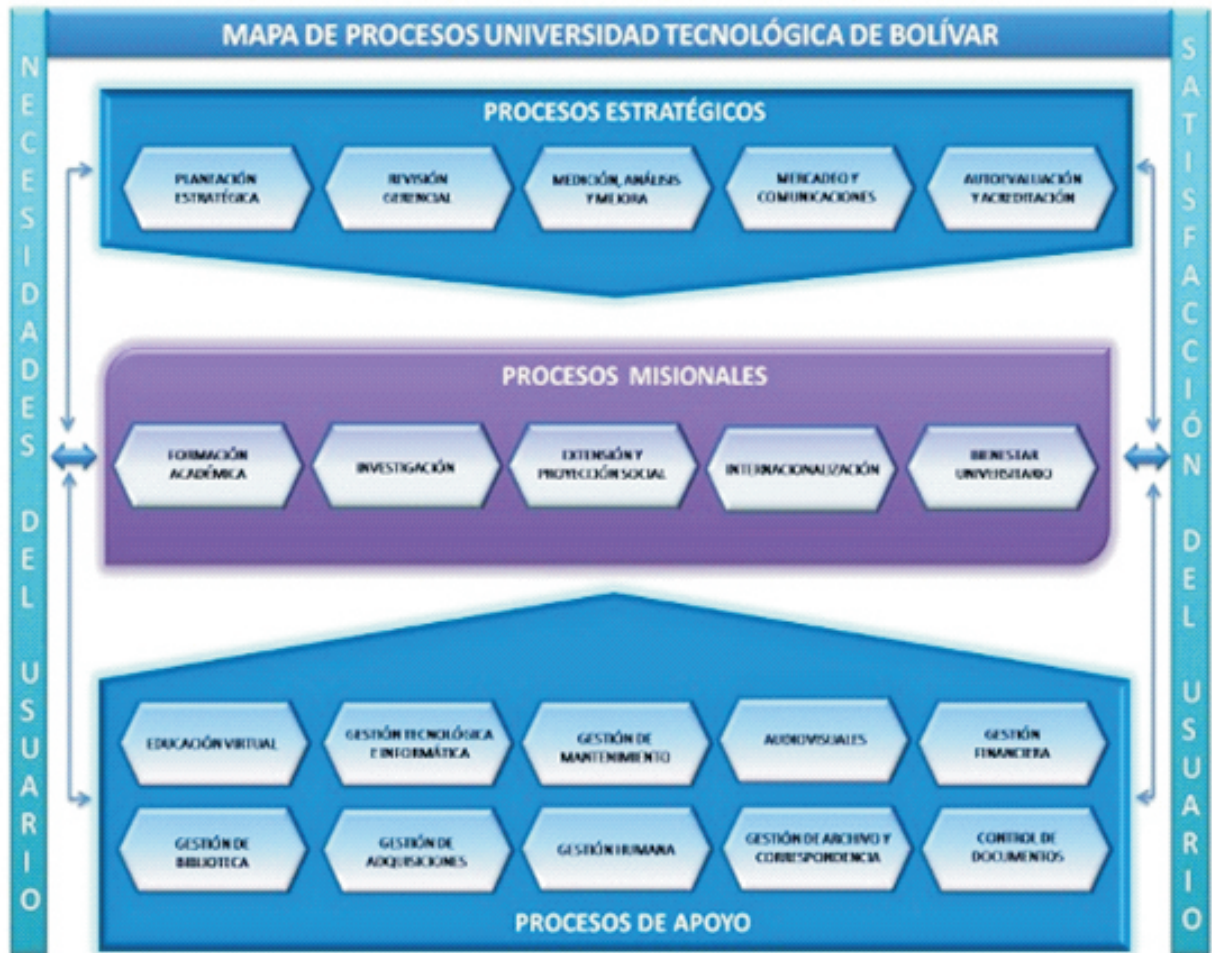 MAPA DE PROCESOS UNIVERSIDAD TECNOLÓGICA DE BOLÍVAR
NECESIDADES DEL USUARIO
PROCESOS ESTRATÉGICOS
PLANEACIÓN
ESTRATÉGICA
REVISIÓN
GERENCIAL
MEDICIÓN, ANÁLISIS
Y MEJORA
MERCADEO Y
COMUNICACIONES
AUTOEVALUACIÓN
Y ACREDITACIÓN
PROCESOS MISIONALES
FORMACIÓN
ACADÉMICA
INVESTIGACIÓN
EXTENSIÓN Y
PROYECCIÓN SOCIAL
INTERNACIONALIZACIÓN
BIENESTAR
UNIVERSITARIO
EDUCACIÓN VIRTUAL
GESTIÓN TECNOLÓGICA
E INFORMÁTICA
GESTIÓN DE
MANTENIMIENTO
AUDIOVISUALES
GESTIÓN
FINANCIERA
GESTIÓN DE
BIBLIOTECA
GESTIÓN DE
ADQUISICIONES
GESTIÓN HUMANA
GESTIÓN DE ARCHIVO Y
CORRESPONDENCIA
CONTROL DE
DOCUMENTOS
PROCESOS DE APOYO
SATISFACCIÓN DEL USUARIO